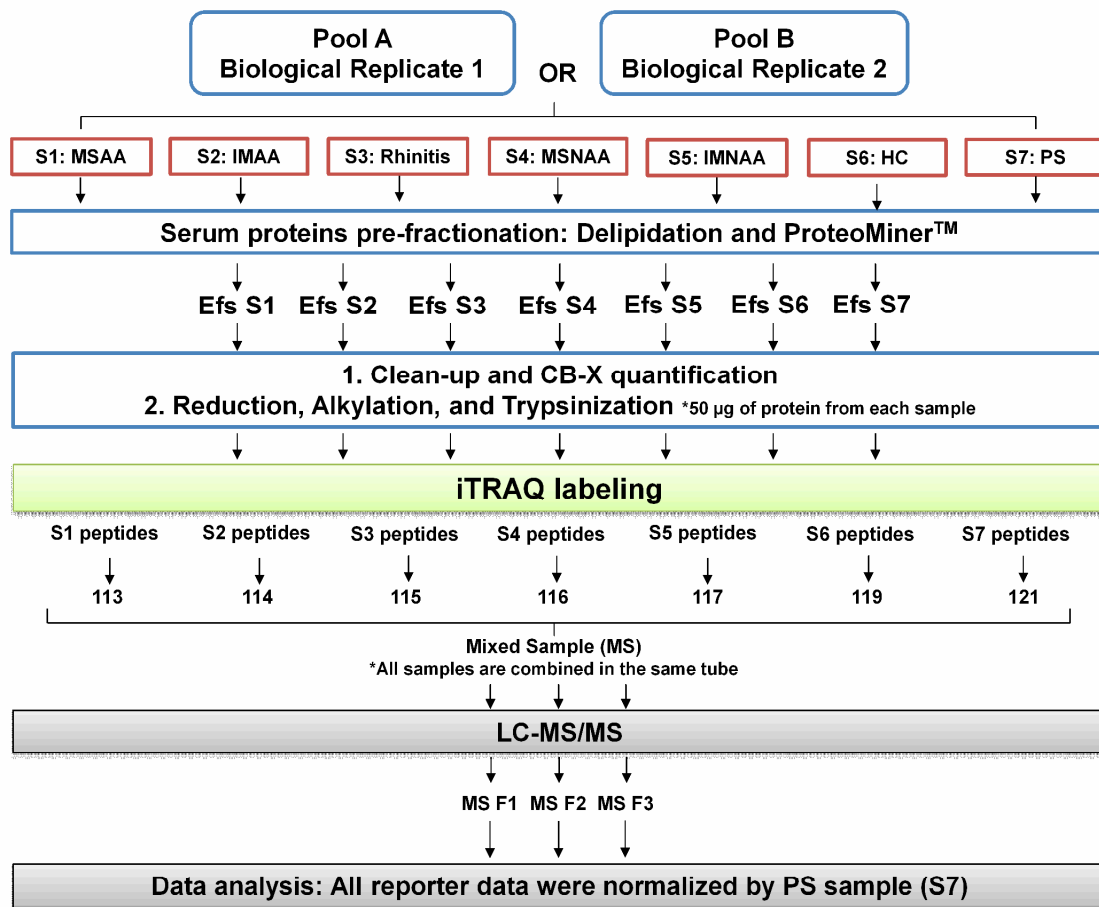 Pool A
Biological Replicate 1
OR
Pool B
Biological Replicate 2
S1: MSAA
S2: IMAA
S3: Rhinitis
S4: MSNAA
S5: IMNAA
S6: HC
S7: PS
Serum proteins pre-fractionation: Delipidation and ProteoMiner™
Efs S1 Efs S2 Efs S3 Efs S4 Efs S5 Efs S6 Efs S7
1. Clean-up and CB-X quantification
2. Reduction, Alkylation, and Trypsinization *50 µg of protein from each sample
iTRAQ labeling
S1 peptides S2 peptides S3 peptides S4 peptides S5 peptides S6 peptides S7 peptides
113 114 115 116 117 119 121
Mixed Sample (MS)
*All samples are combined in the same tube
LC-MS/MS
MS F1 MS F2 MS F3
Data analysis: All reporter data were normalized by PS sample (S7)